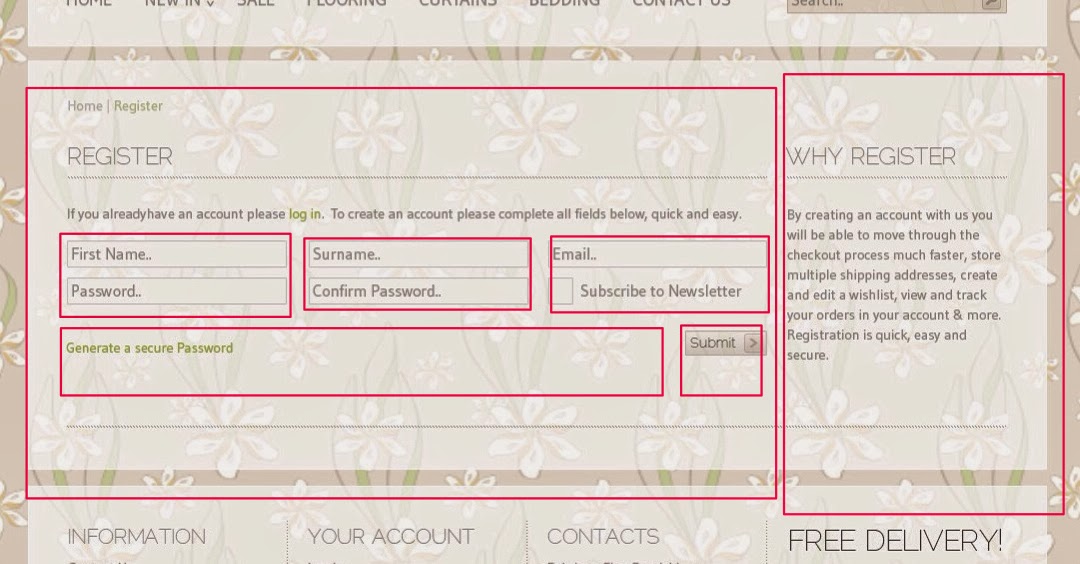 HOME NEW IN SALE FLOORING CURTAINS BEDDING CONTACT US Search..
Home | Register
REGISTER
If you alreadyhave an account please log in. To create an account please complete all fields below, quick and easy.
First Name.. Surname.. Email..
Password.. Confirm Password.. Subscribe to Newsletter
Generate a secure Password
Submit
WHY REGISTER
By creating an account with us you
will be able to move through the
checkout process much faster, store
multiple shipping addresses, create
and edit a wishlist, view and track
your orders in your account & more.
Registration is quick, easy and
secure.
INFORMATION YOUR ACCOUNT CONTACTS FREE DELIVERY!